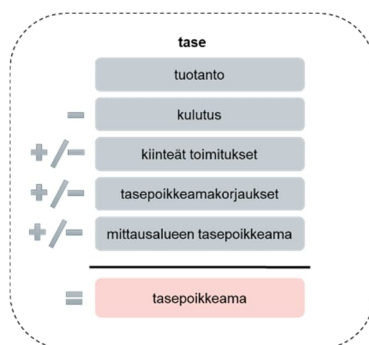 tase
tuotanto
− kulutus
+/− kiinteät toimitukset
+/− tasepoikkeamakorjaukset
+/− mittausalueen tasepoikkeama
= tasepoikkeama